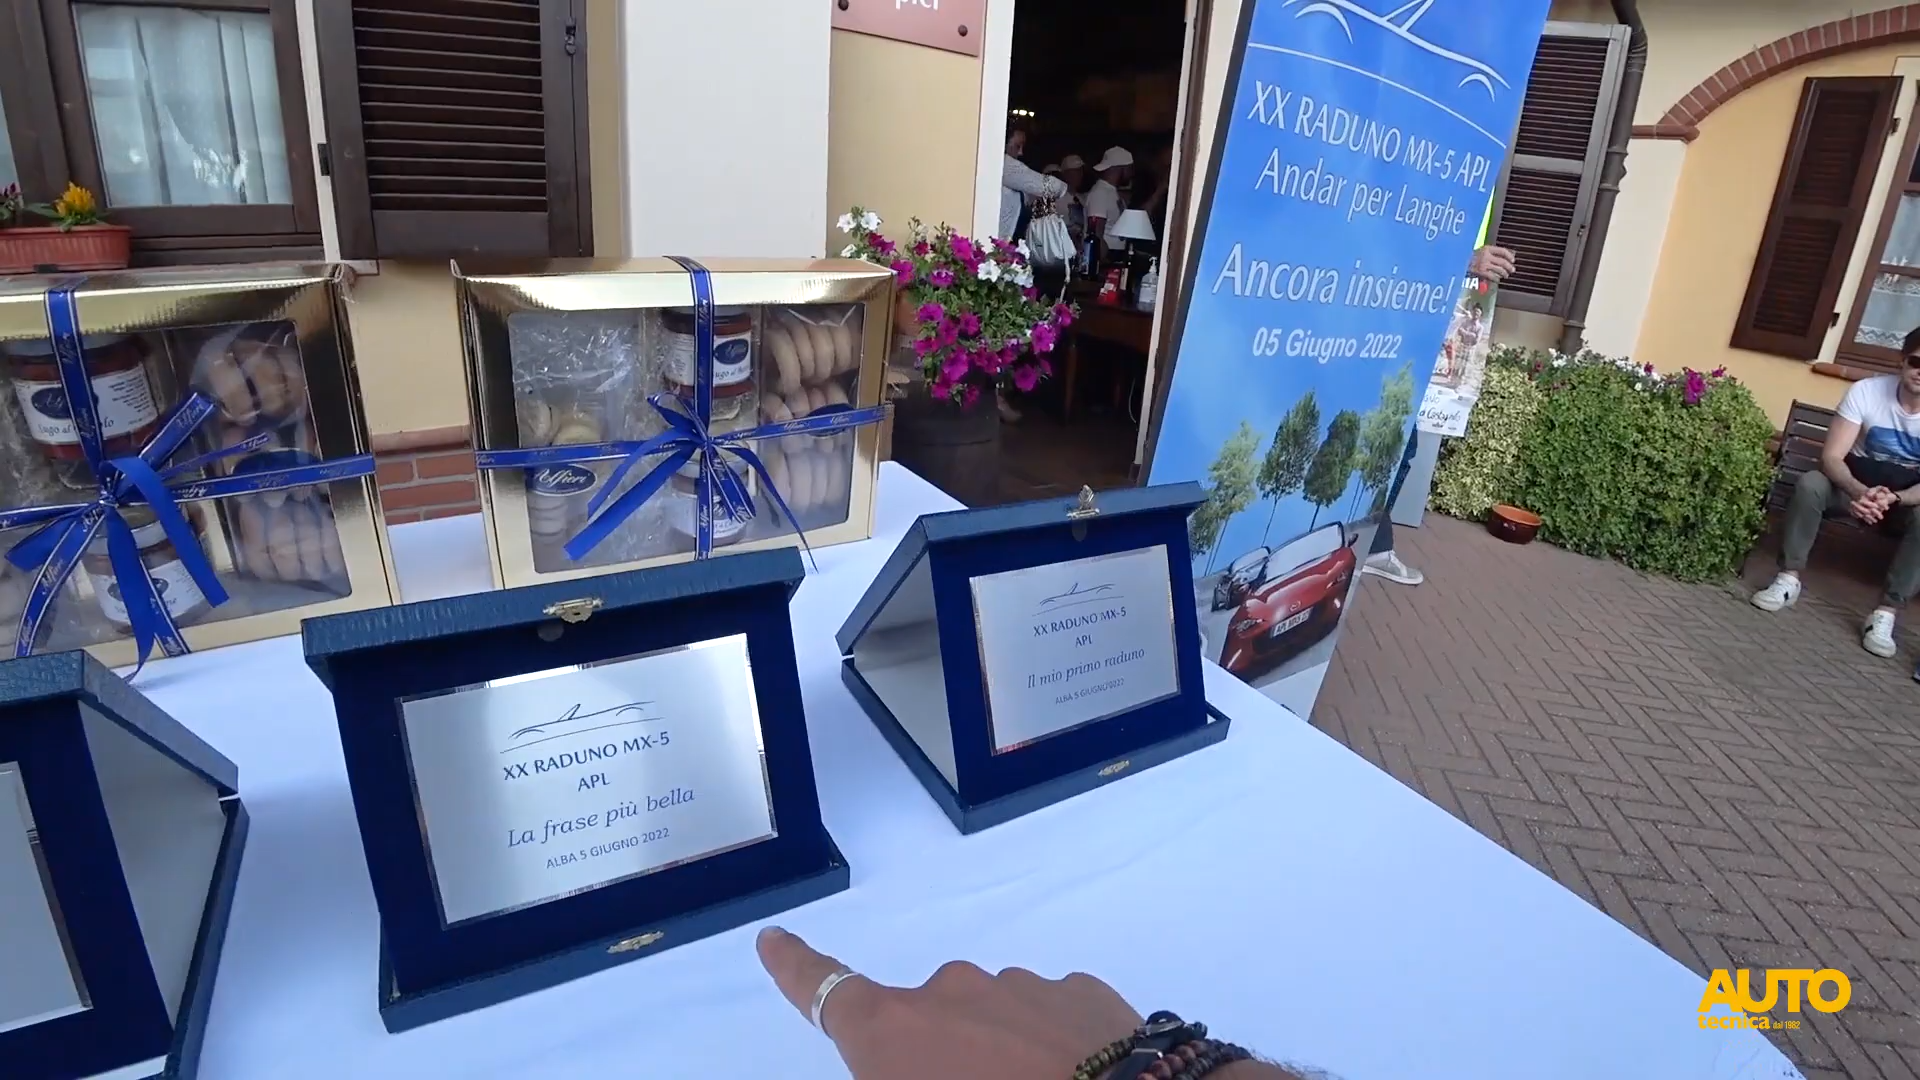 XX RADUNO MX-5 APL
Andar per Langhe
Ancora insieme!
05 Giugno 2022
XX RADUNO MX-5
APL
Il mio primo raduno
ALBA 5 GIUGNO 2022
XX RADUNO MX-5
APL
La frase più bella
ALBA 5 GIUGNO 2022
Alfieri
AUTO
tecnica dal 1982